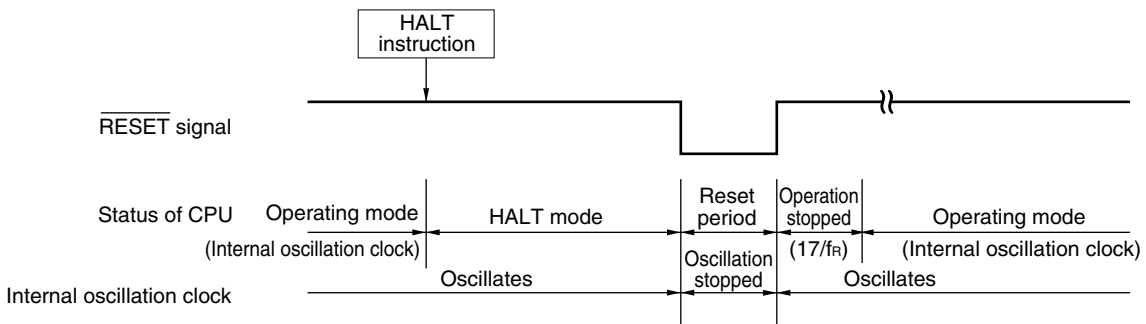 HALT
instruction
RESET signal
Status of CPU
Operating mode
(Internal oscillation clock)
HALT mode
Reset
period
Operation
stopped
(17/fR)
Operating mode
(Internal oscillation clock)
Internal oscillation clock
Oscillates
Oscillation
stopped
Oscillates